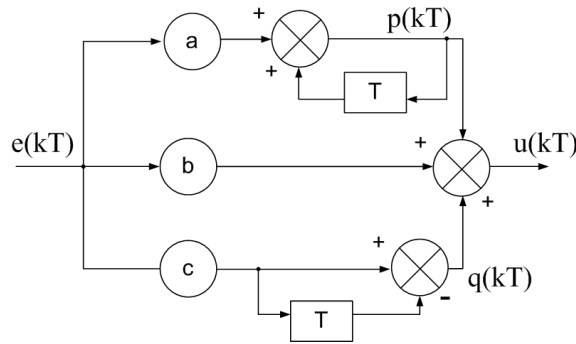 +
p(kT)
a
+
T
e(kT)
+
u(kT)
b
+
c
+
q(kT)
-
T